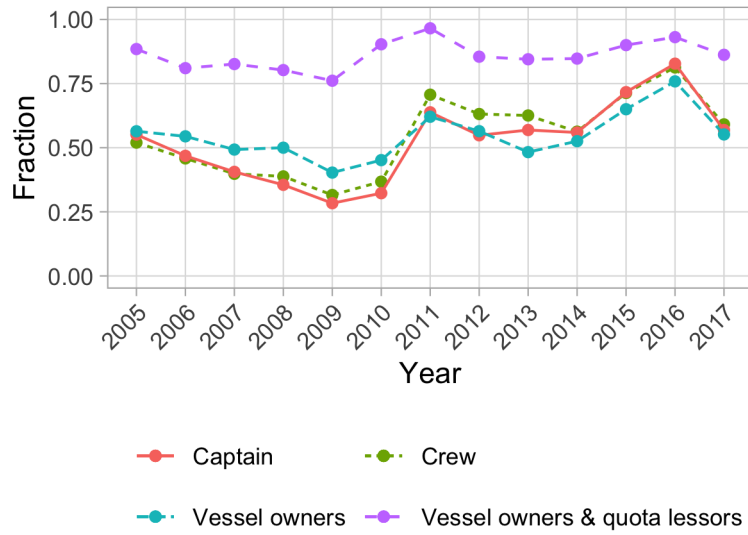 1.00
0.75
0.50
0.25
0.00
Fraction
2005 2006 2007 2008 2009 2010 2011 2012 2013 2014 2015 2016 2017
Year
Captain Crew
Vessel owners Vessel owners & quota lessors